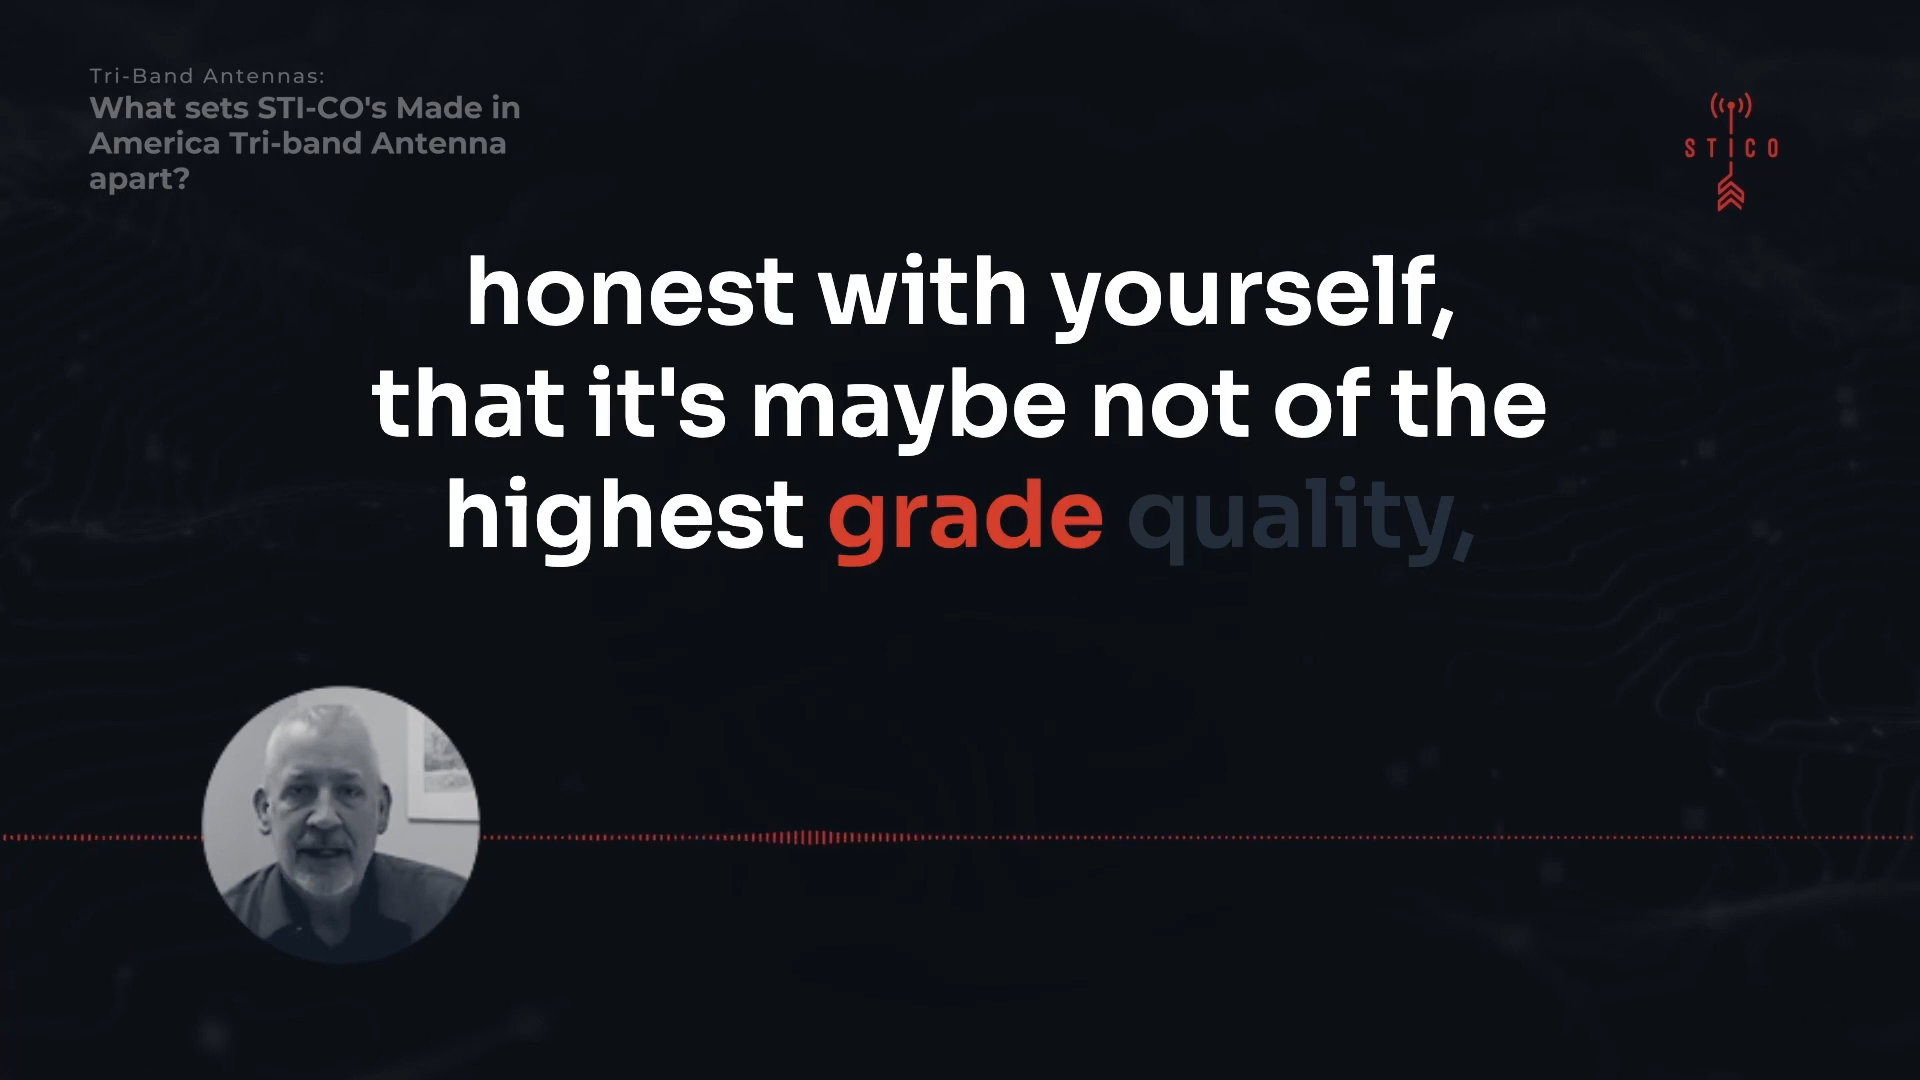 Tri-Band Antennas:
What sets STI-CO's Made in
America Tri-band Antenna
apart?
STICO
honest with yourself,
that it's maybe not of the
highest grade quality,